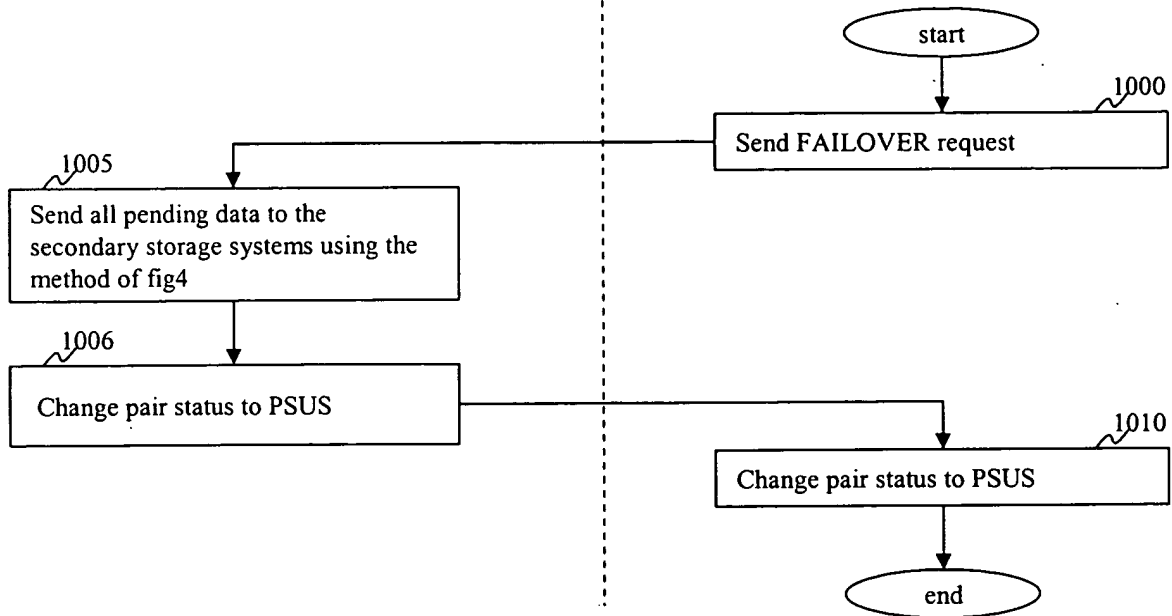 start
1000
Send FAILOVER request
1005
Send all pending data to the
secondary storage systems using the
method of fig4
1006
Change pair status to PSUS
1010
Change pair status to PSUS
end